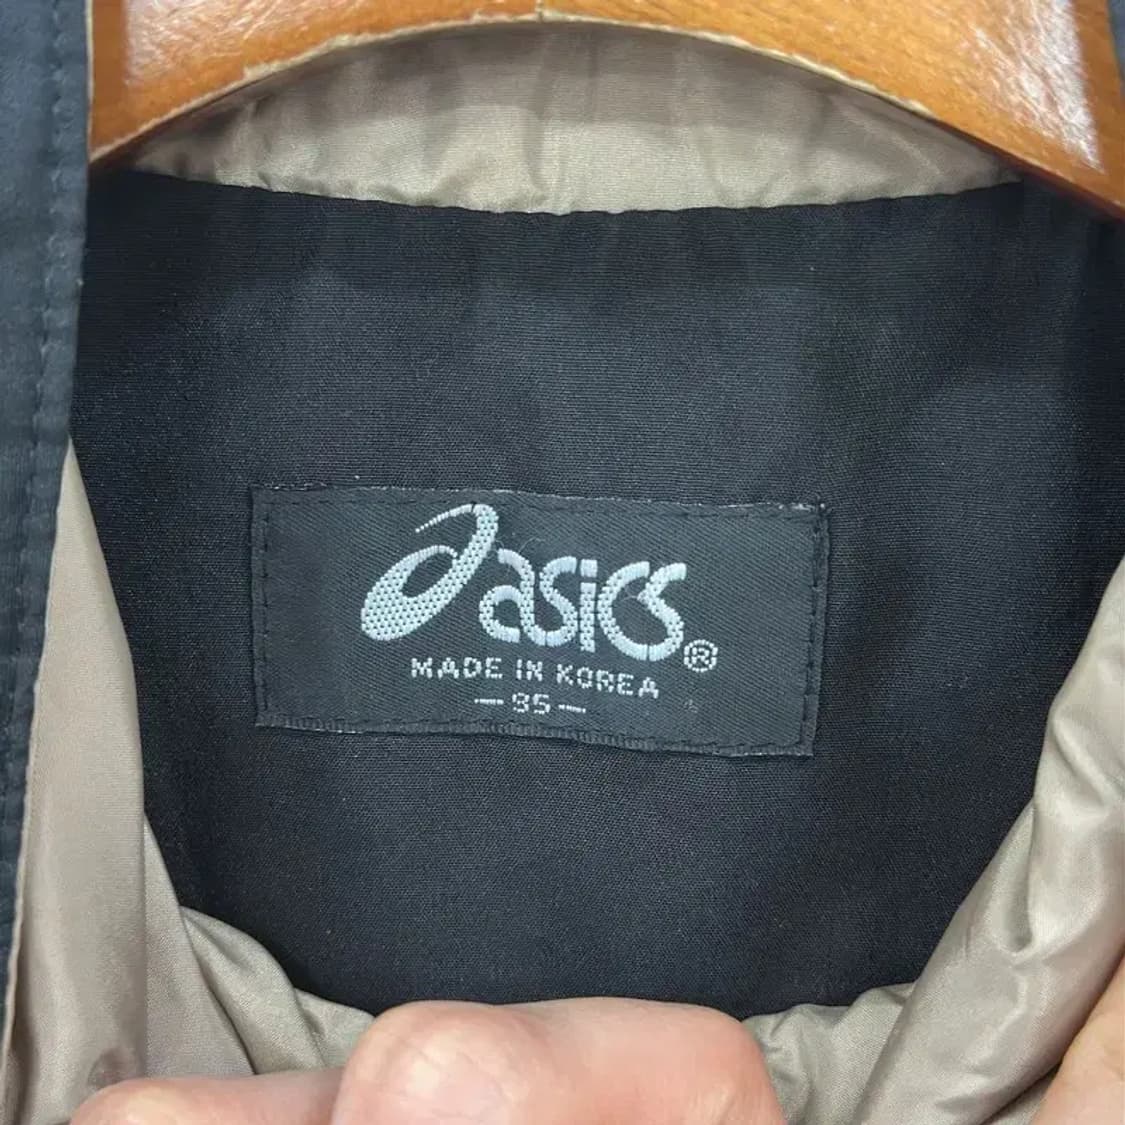 asics®
MADE IN KOREA
— 95 —